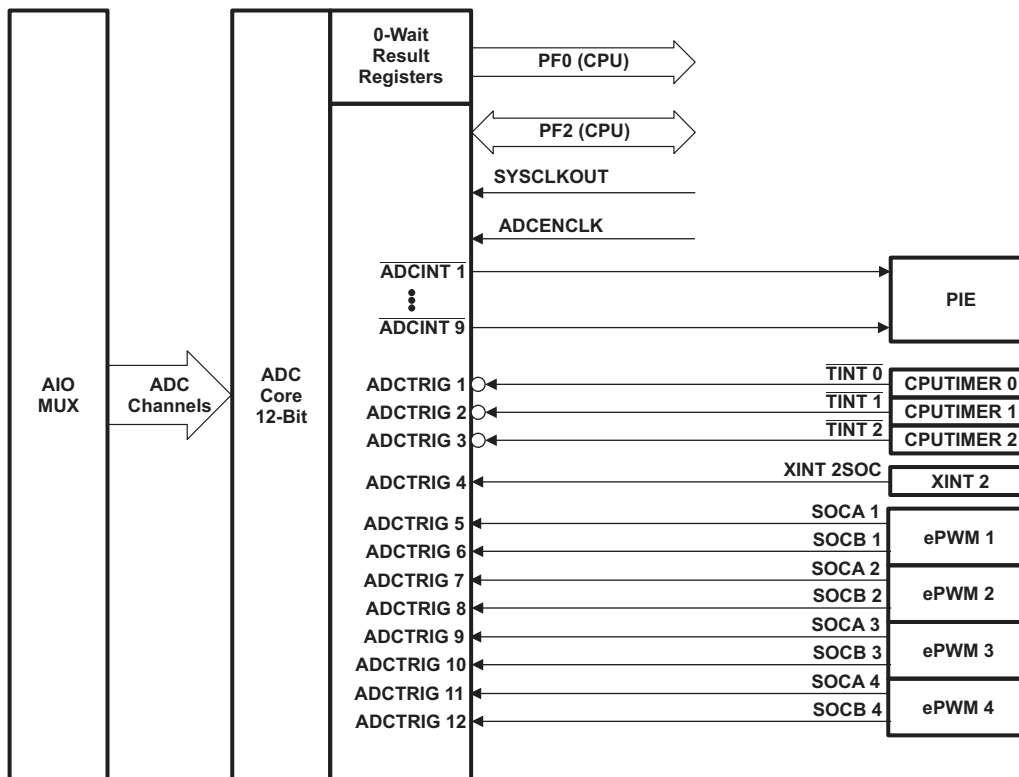 0-Wait
Result
Registers
PF0 (CPU)
PF2 (CPU)
SYSCLKOUT
ADCENCLK
ADCINT 1
ADCINT 9
PIE
AIO
MUX
ADC
Channels
ADC
Core
12-Bit
ADCTRIG 1
TINT 0
CPUTIMER 0
ADCTRIG 2
TINT 1
CPUTIMER 1
ADCTRIG 3
TINT 2
CPUTIMER 2
ADCTRIG 4
XINT 2SOC
XINT 2
ADCTRIG 5
SOCA 1
ePWM 1
ADCTRIG 6
SOCB 1
ADCTRIG 7
SOCA 2
ePWM 2
ADCTRIG 8
SOCB 2
ADCTRIG 9
SOCA 3
ePWM 3
ADCTRIG 10
SOCB 3
ADCTRIG 11
SOCA 4
ePWM 4
ADCTRIG 12
SOCB 4